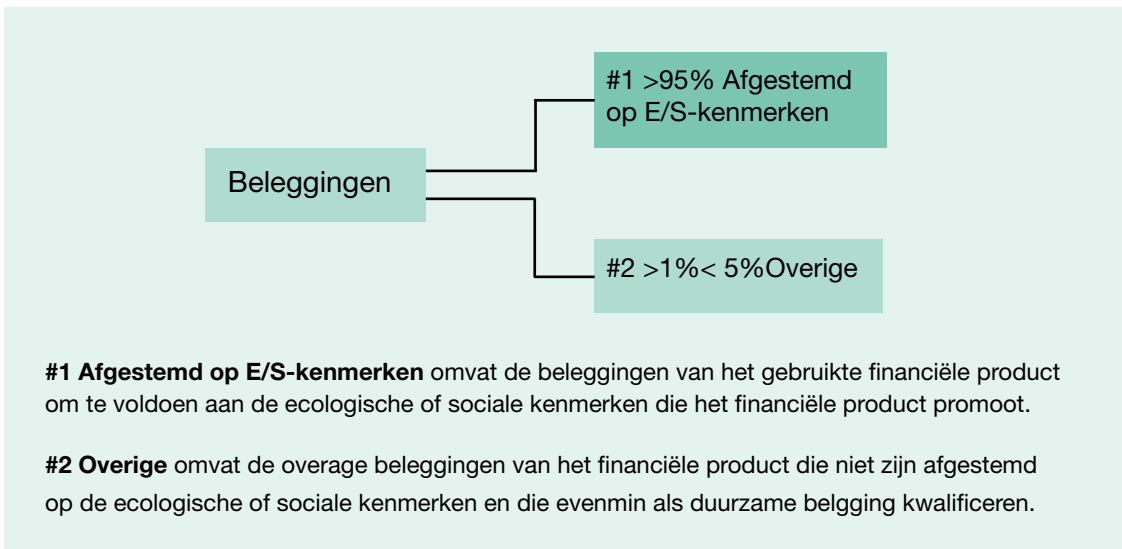 #1 >95% Afgestemd
op E/S-kenmerken
Beleggingen
#2 >1%< 5%Overige
#1 Afgestemd op E/S-kenmerken omvat de beleggingen van het gebruikte financiële product
om te voldoen aan de ecologische of sociale kenmerken die het financiële product promoot.
#2 Overige omvat de overage beleggingen van het financiële product die niet zijn afgestemd
op de ecologische of sociale kenmerken en die evenmin als duurzame belgging kwalificeren.